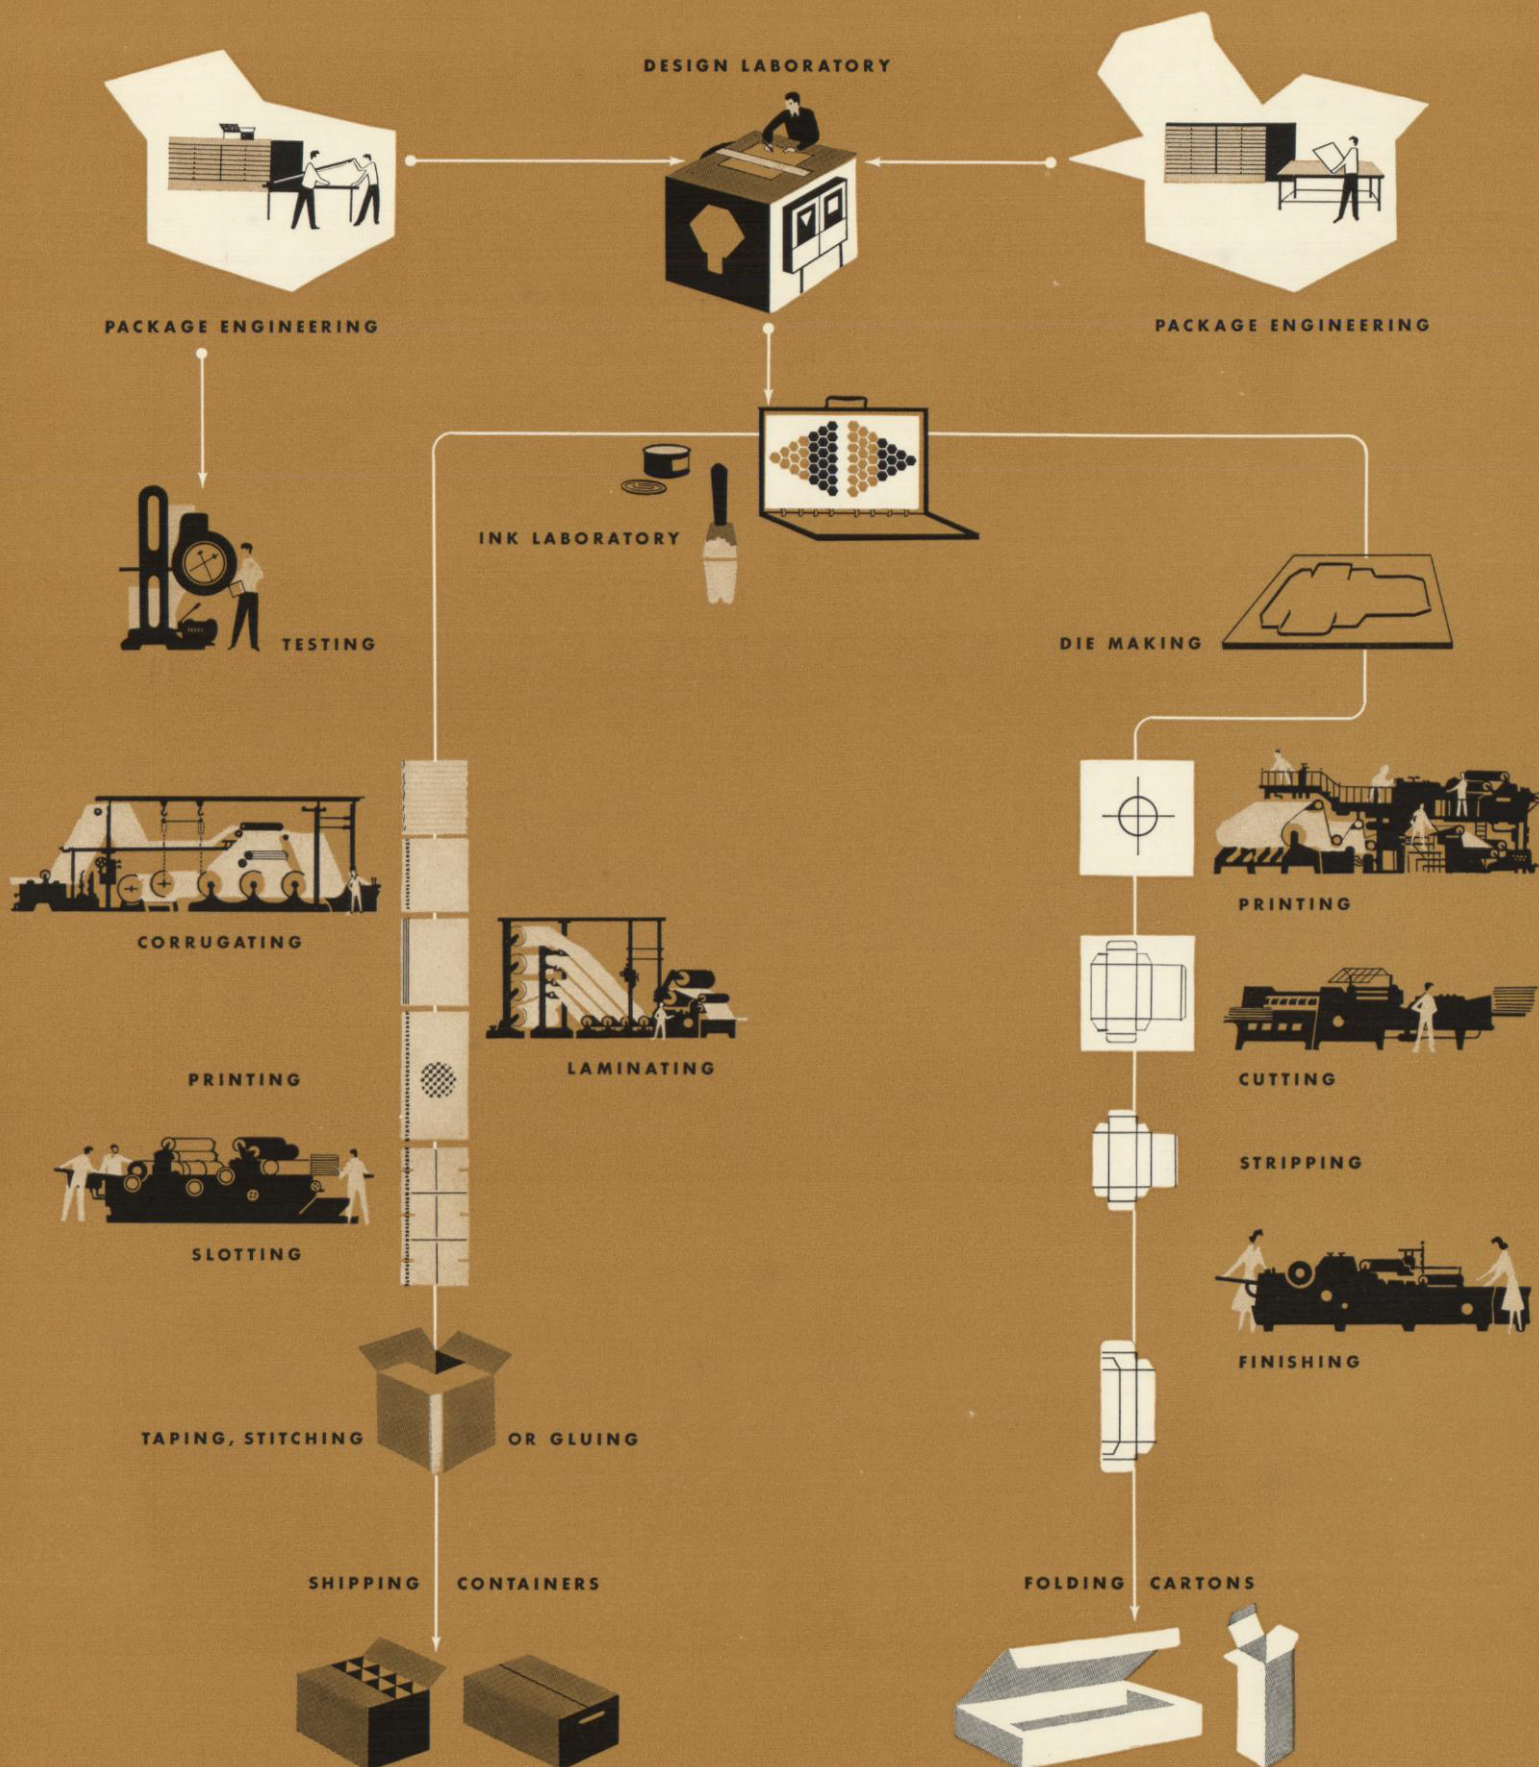 DESIGN LABORATORY
PACKAGE ENGINEERING
PACKAGE ENGINEERING
INK LABORATORY
TESTING
DIE MAKING
PRINTING
CORRUGATING
LAMINATING
PRINTING
CUTTING
STRIPPING
SLOTTING
FINISHING
TAPING, STITCHING OR GLUING
SHIPPING CONTAINERS
FOLDING CARTONS